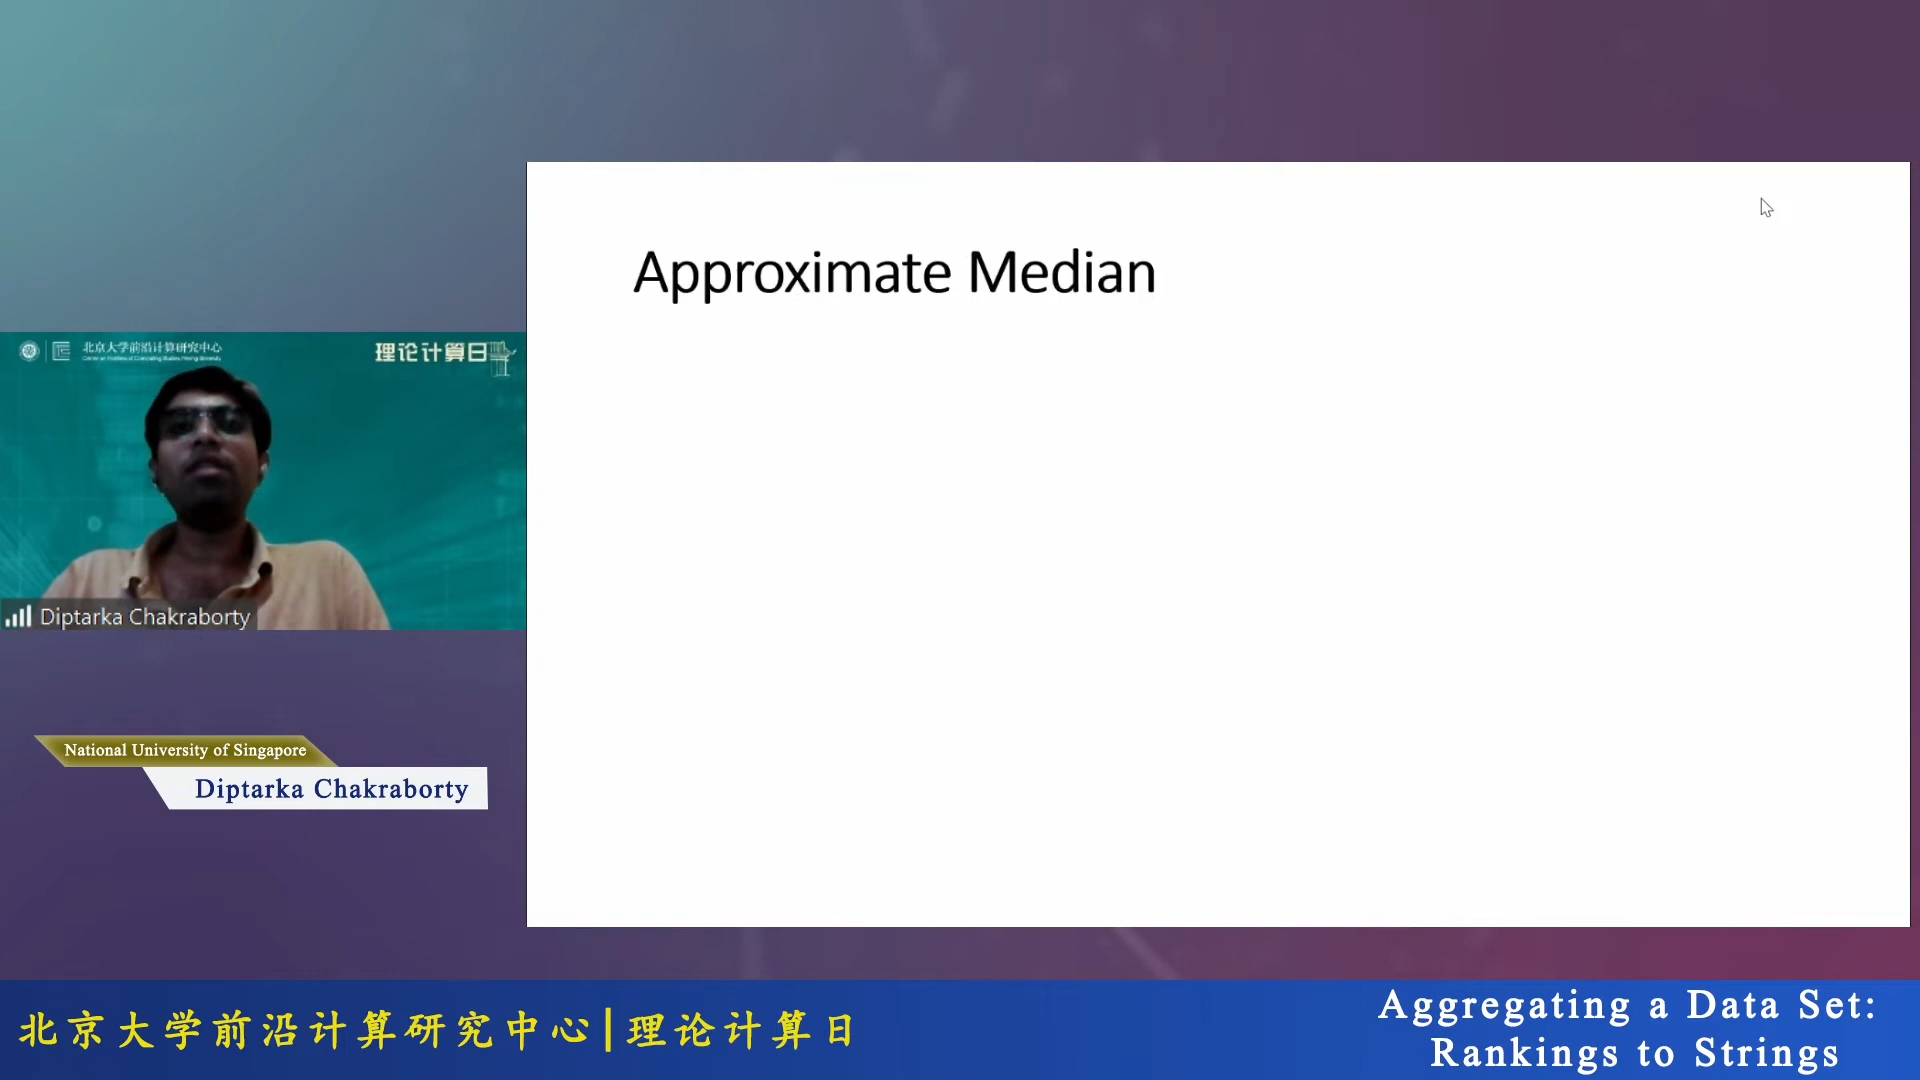 Approximate Median
北京大学前沿计算研究中心
理论计算日
Diptarka Chakraborty
National University of Singapore
Diptarka Chakraborty
北京大学前沿计算研究中心|理论计算日
Aggregating a Data Set:
Rankings to Strings